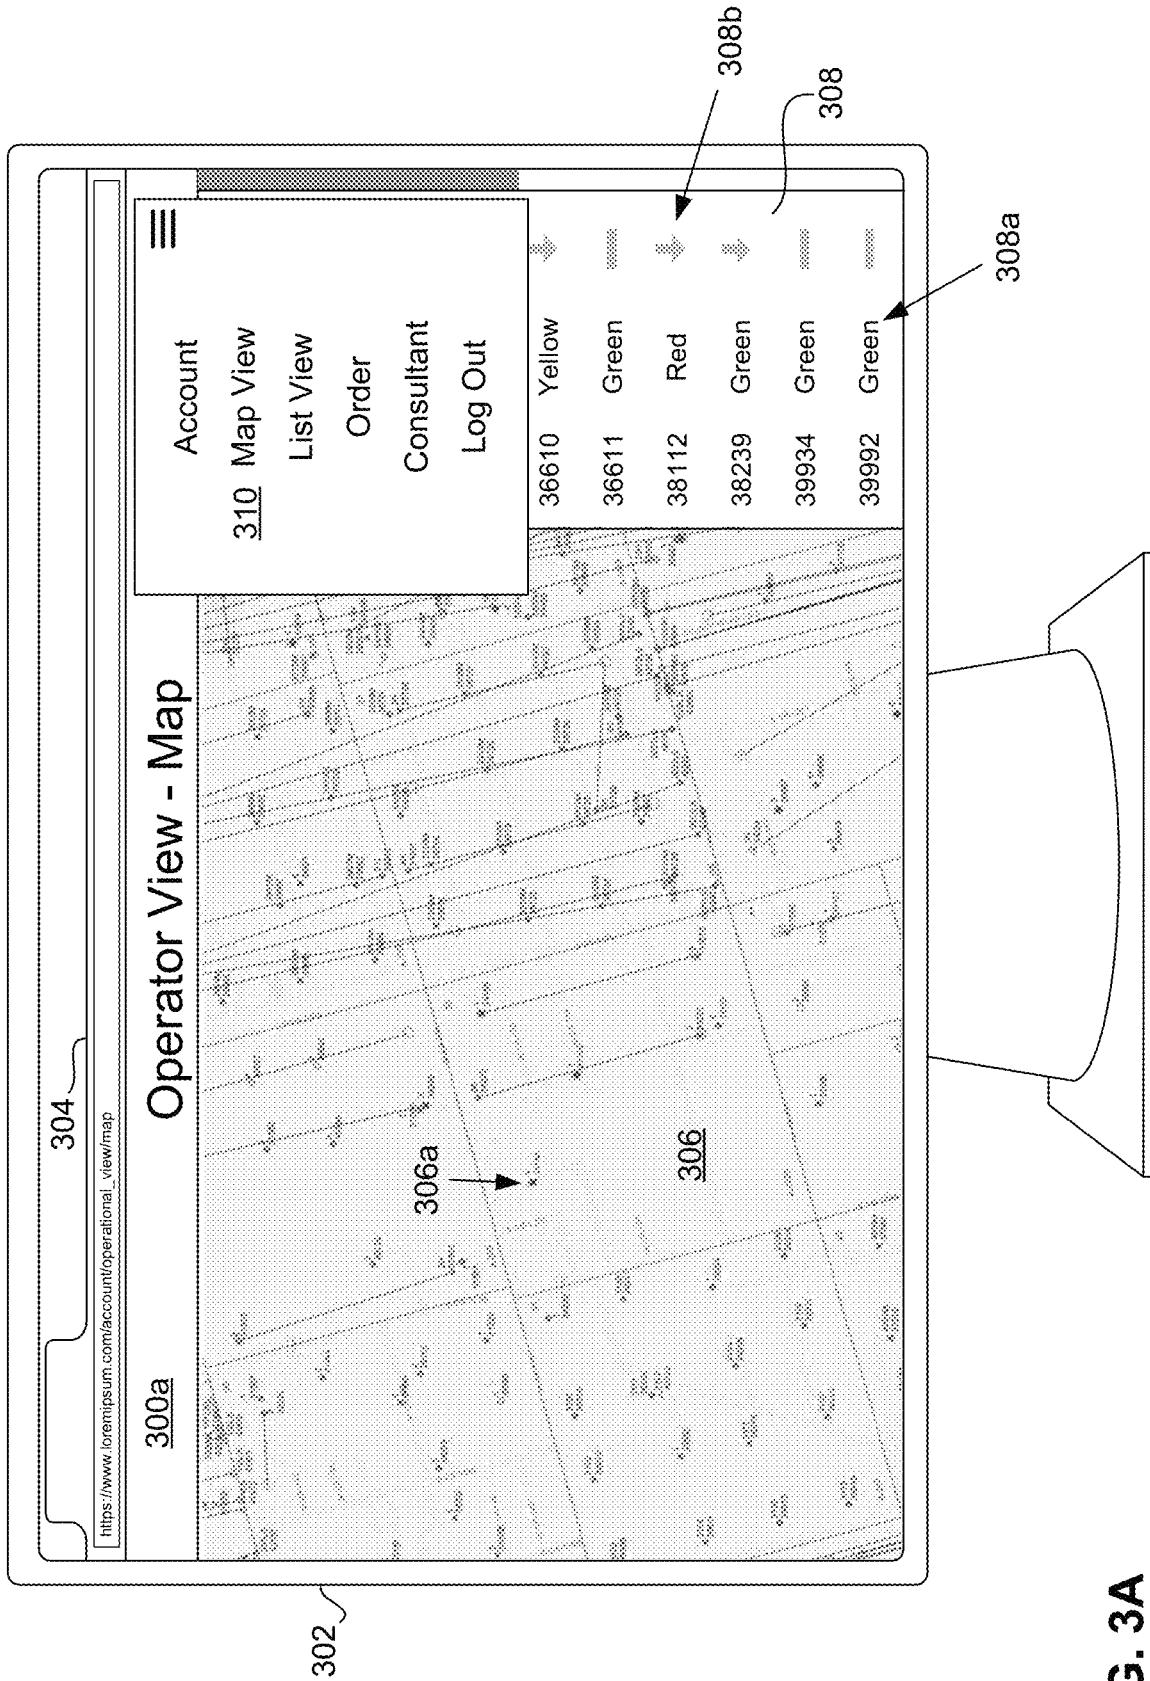 302
304
https://www.loremipsum.com/account/operational_view/map
300a
Operator View - Map
Account
310 Map View
List View
Order
Consultant
Log Out
306a
306
36610 Yellow
36611 Green
38112 Red
38239 Green
39934 Green
39992 Green
308b
308
308a
G. 3A